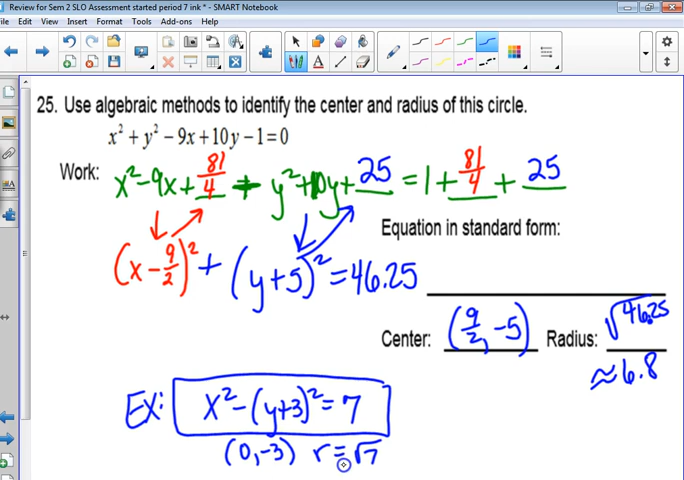 Review for Sem 2 SLO Assessment started period 7 ink * - SMART Notebook
File Edit View Insert Format Tools Add-ons Help
25. Use algebraic methods to identify the center and radius of this circle.
x² + y² − 9x + 10y − 1 = 0
Work: x² − 9x + 81/4 + y² + 10y + 25 = 1 + 81/4 + 25
Equation in standard form:
(x − 9/2)² + (y + 5)² = 46.25
Center: (9/2, −5) Radius: √46.25
≈ 6.8
EX: x² − (y + 3)² = 7
(0, −3) r = √7